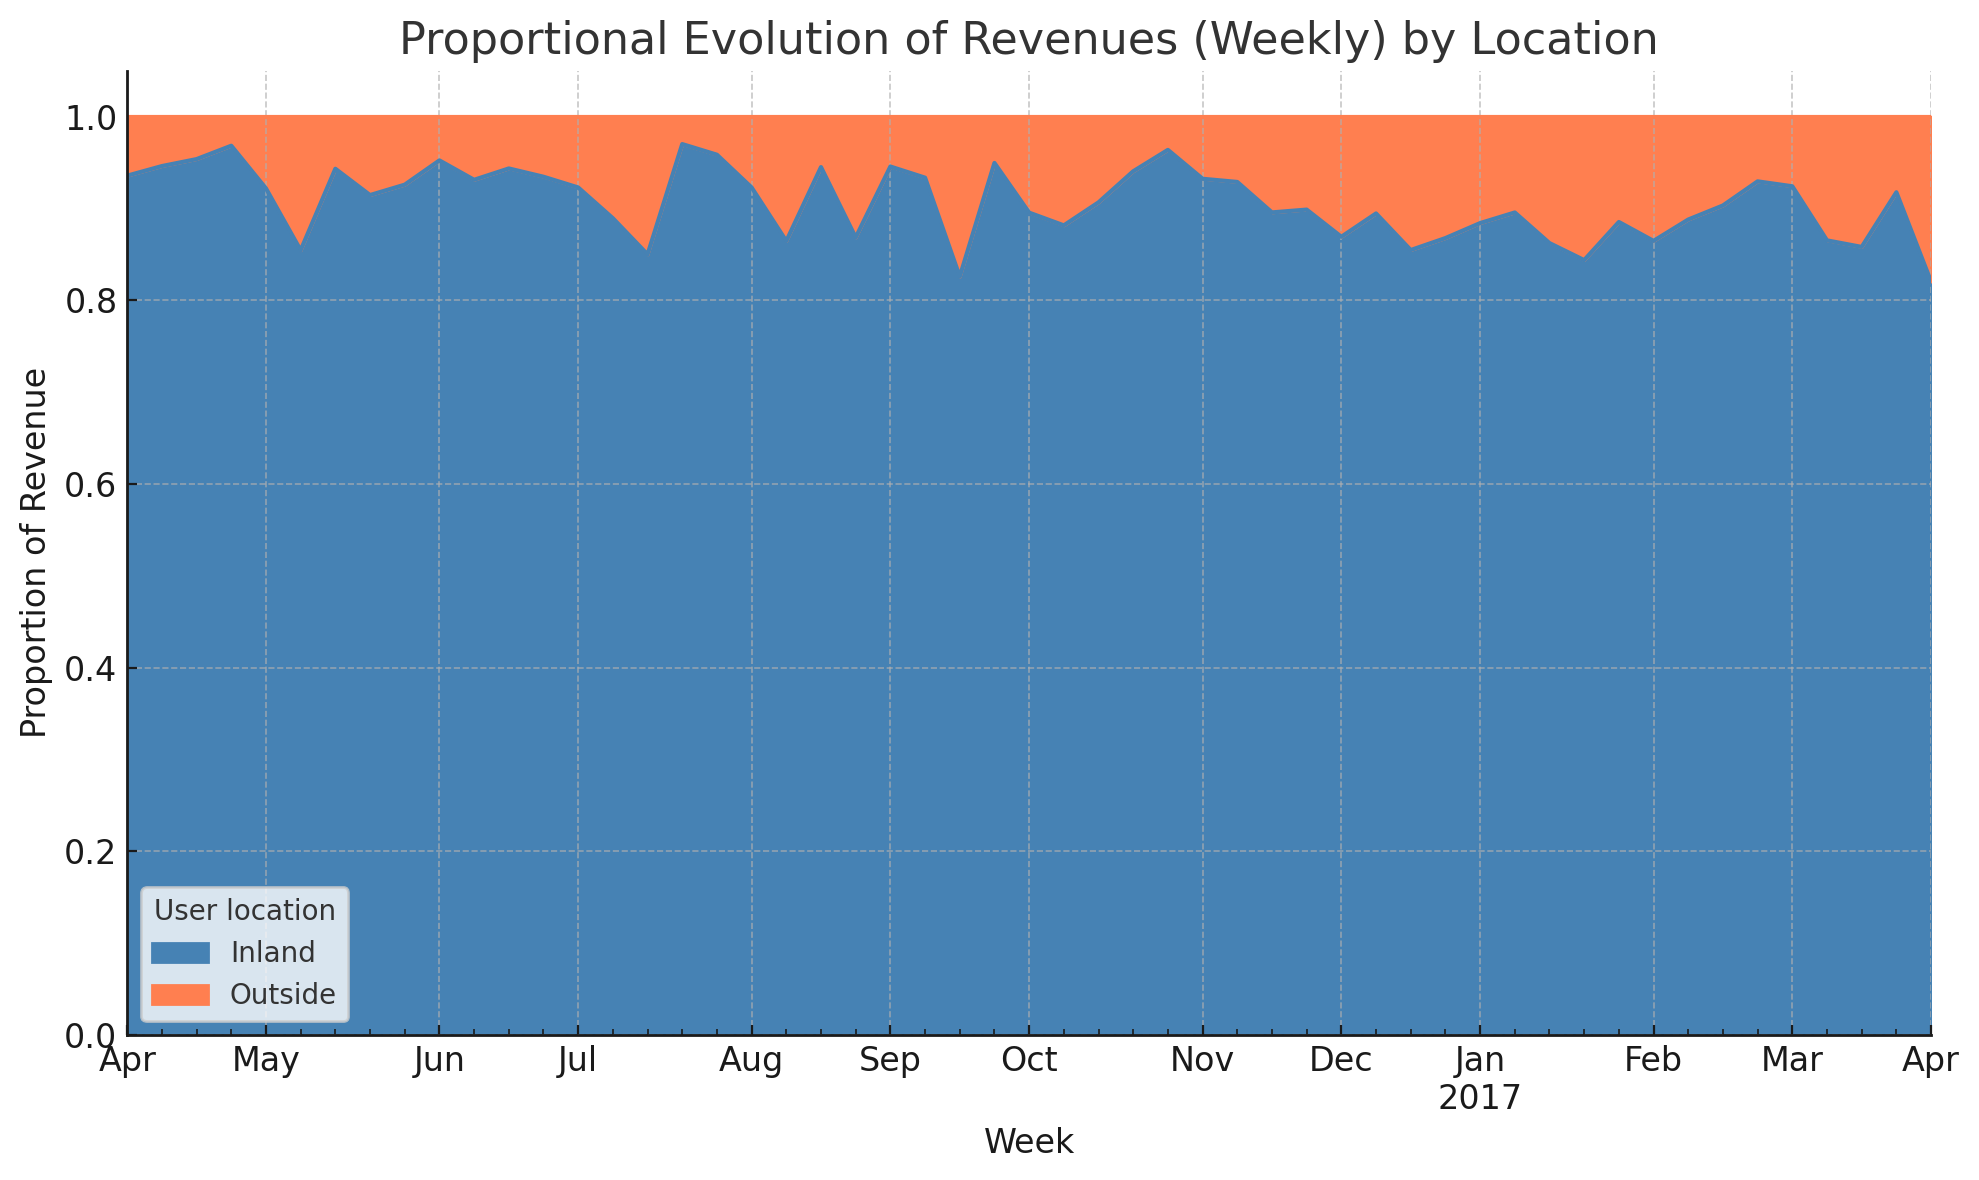 Proportional Evolution of Revenues (Weekly) by Location
Proportion of Revenue
1.0
0.8
0.6
0.4
0.2
0.0
User location
Inland
Outside
Apr May Jun Jul Aug Sep Oct Nov Dec Jan Feb Mar Apr
2017
Week